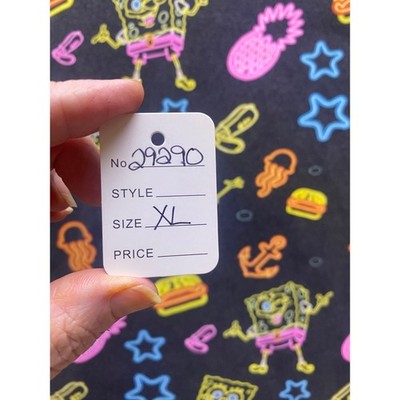 No 29290
STYLE
SIZE XL
PRICE